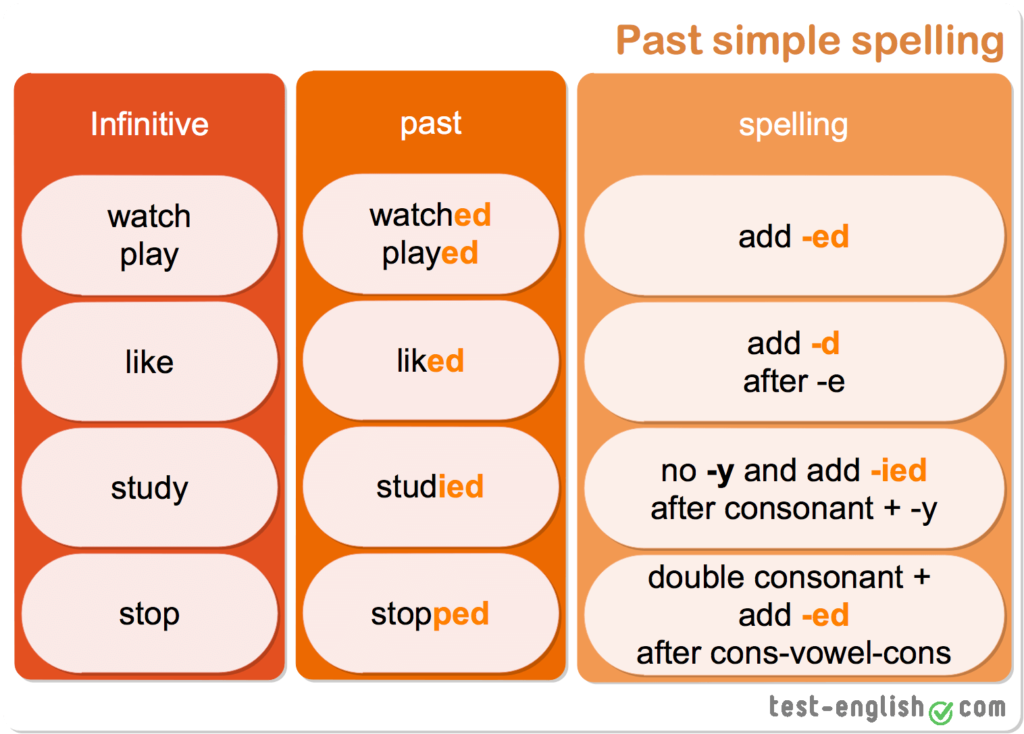 Past simple spelling
Infinitive
past
spelling
watch
play
watched
played
add -ed
like
liked
add -d
after -e
study
studied
no -y and add -ied
after consonant + -y
stop
stopped
double consonant +
add -ed
after cons-vowel-cons
test-english.com